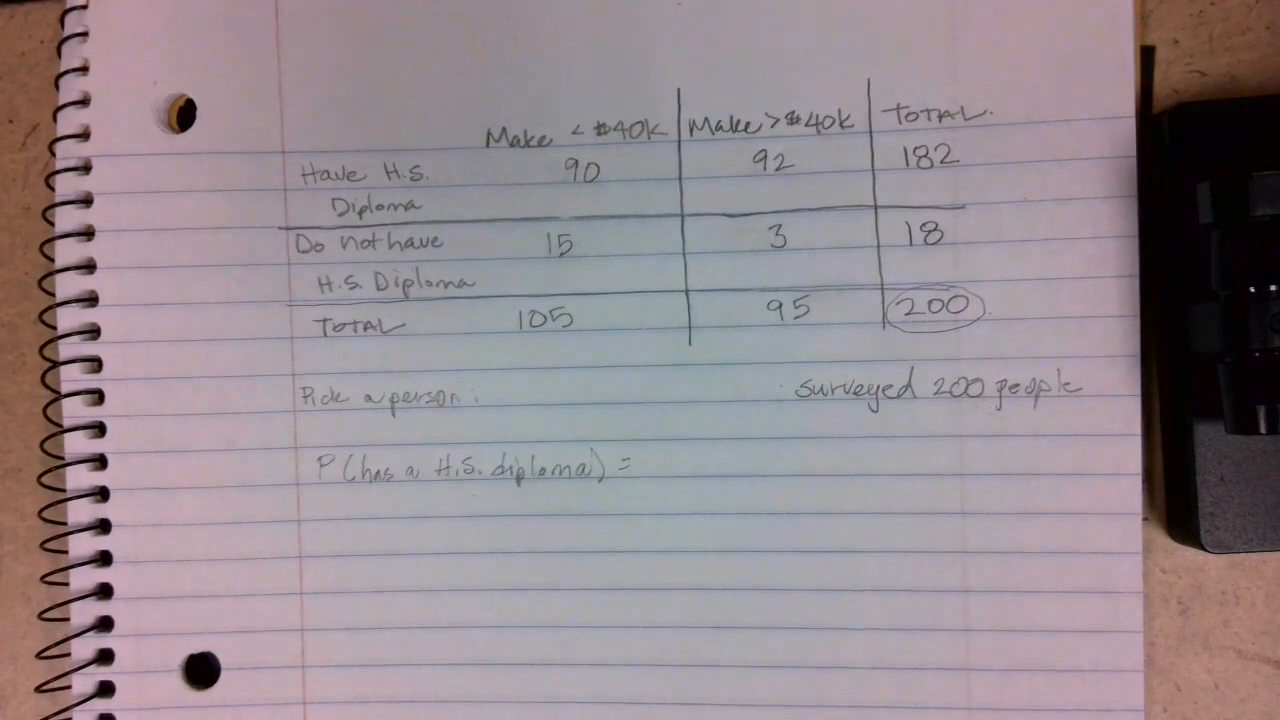 Make < $40K Make > $40K TOTAL.
Have H.S. 90 92 182
Diploma
Do not have 15 3 18
H.S. Diploma
TOTAL 105 95 200
Pick a person: surveyed 200 people
P(has a H.S. diploma) =